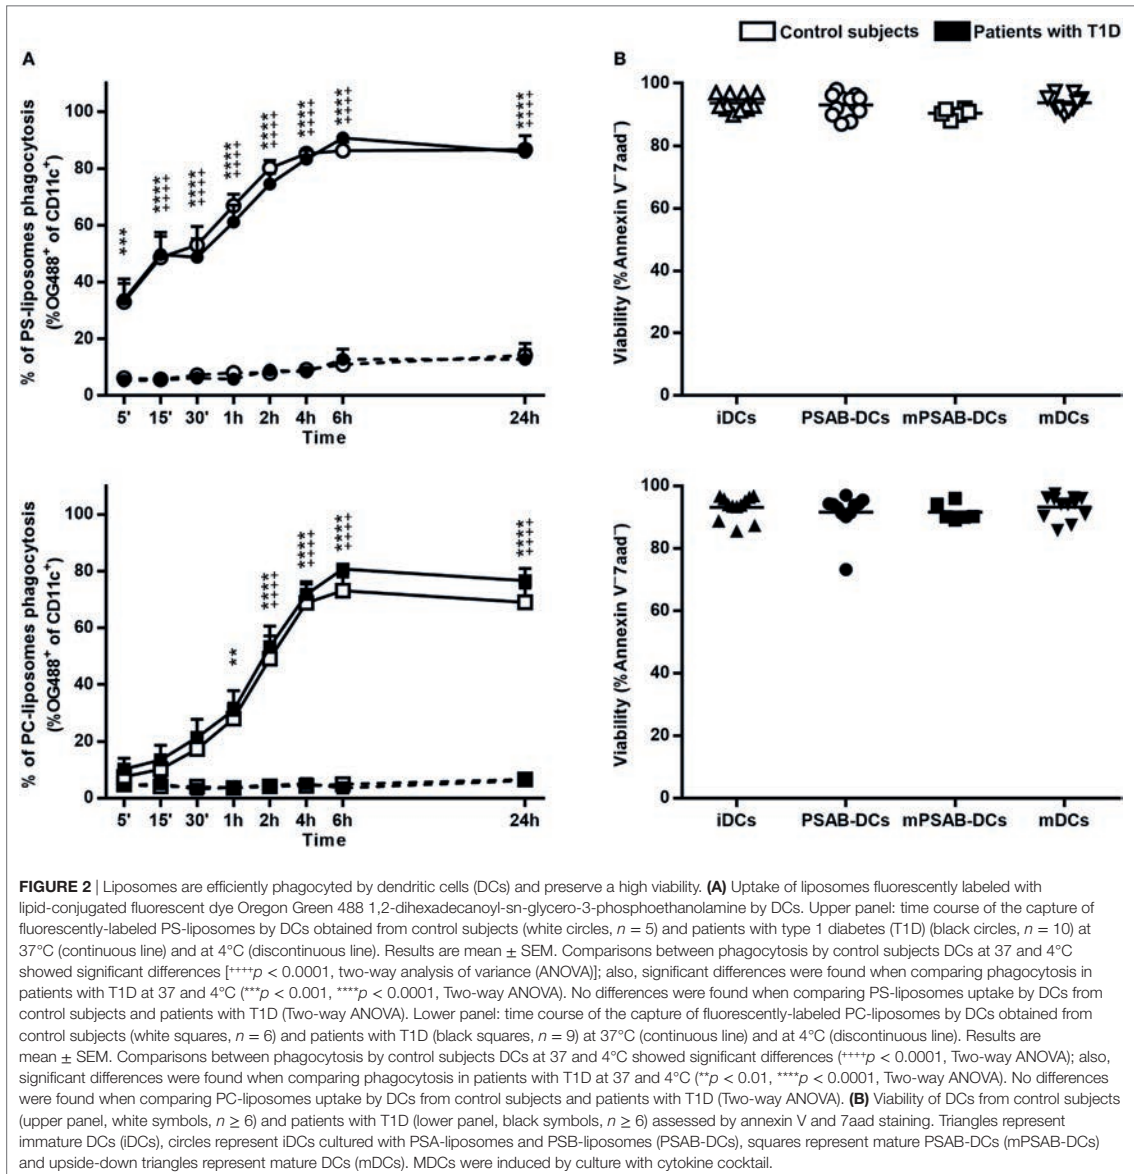 Control subjects Patients with T1D
A
% of PS-liposomes phagocytosis
(%OG488⁺ of CD11c⁺)
100
80
60
40
20
0
***
****
++++
****
++++
****
++++
****
++++
****
++++
****
++++
****
++++
5' 15' 30' 1h 2h 4h 6h 24h
Time
B
Viability (%Annexin V⁻7aad⁻)
100
80
60
40
20
0
iDCs PSAB-DCs mPSAB-DCs mDCs
% of PC-liposomes phagocytosis
(%OG488⁺ of CD11c⁺)
100
80
60
40
20
0
**
****
++++
****
++++
****
++++
****
++++
5' 15' 30' 1h 2h 4h 6h 24h
Time
Viability (%Annexin V⁻7aad⁻)
100
80
60
40
20
0
iDCs PSAB-DCs mPSAB-DCs mDCs
FIGURE 2 | Liposomes are efficiently phagocyted by dendritic cells (DCs) and preserve a high viability. (A) Uptake of liposomes fluorescently labeled with
lipid-conjugated fluorescent dye Oregon Green 488 1,2-dihexadecanoyl-sn-glycero-3-phosphoethanolamine by DCs. Upper panel: time course of the capture of
fluorescently-labeled PS-liposomes by DCs obtained from control subjects (white circles, n = 5) and patients with type 1 diabetes (T1D) (black circles, n = 10) at
37°C (continuous line) and at 4°C (discontinuous line). Results are mean ± SEM. Comparisons between phagocytosis by control subjects DCs at 37 and 4°C
showed significant differences [⁺⁺⁺⁺p < 0.0001, two-way analysis of variance (ANOVA)]; also, significant differences were found when comparing phagocytosis in
patients with T1D at 37 and 4°C (***p < 0.001, ****p < 0.0001, Two-way ANOVA). No differences were found when comparing PS-liposomes uptake by DCs from
control subjects and patients with T1D (Two-way ANOVA). Lower panel: time course of the capture of fluorescently-labeled PC-liposomes by DCs obtained from
control subjects (white squares, n = 6) and patients with T1D (black squares, n = 9) at 37°C (continuous line) and at 4°C (discontinuous line). Results are
mean ± SEM. Comparisons between phagocytosis by control subjects DCs at 37 and 4°C showed significant differences (⁺⁺⁺⁺p < 0.0001, Two-way ANOVA); also,
significant differences were found when comparing phagocytosis in patients with T1D at 37 and 4°C (**p < 0.01, ****p < 0.0001, Two-way ANOVA). No differences
were found when comparing PC-liposomes uptake by DCs from control subjects and patients with T1D (Two-way ANOVA). (B) Viability of DCs from control subjects
(upper panel, white symbols, n ≥ 6) and patients with T1D (lower panel, black symbols, n ≥ 6) assessed by annexin V and 7aad staining. Triangles represent
immature DCs (iDCs), circles represent iDCs cultured with PSA-liposomes and PSB-liposomes (PSAB-DCs), squares represent mature PSAB-DCs (mPSAB-DCs)
and upside-down triangles represent mature DCs (mDCs). MDCs were induced by culture with cytokine cocktail.